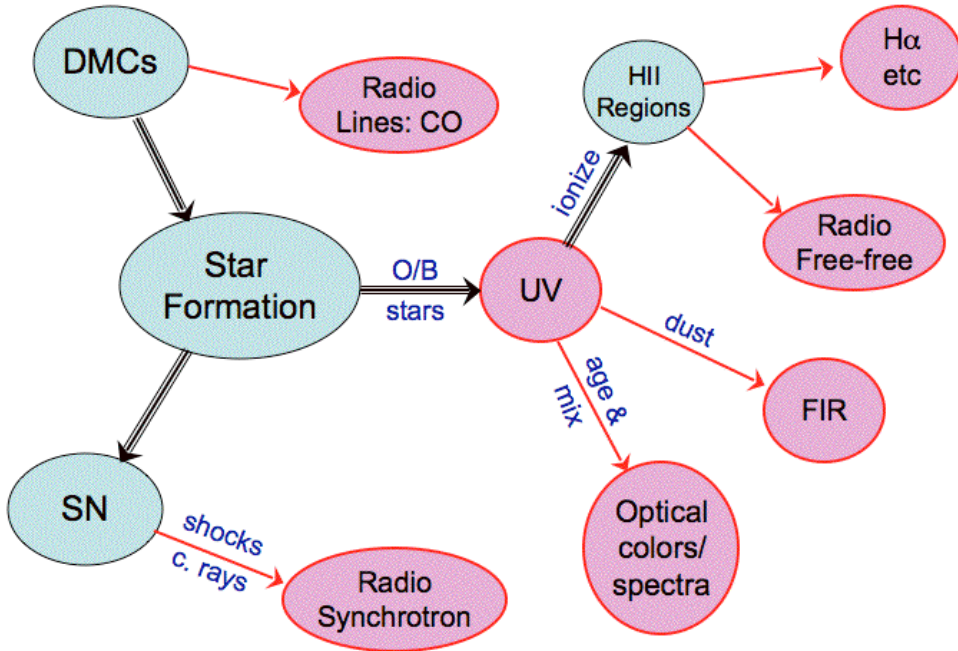 DMCs
Radio
Lines: CO
HII
Regions
Hα
etc
Star
Formation
O/B
stars
UV
ionize
Radio
Free-free
dust
age &
mix
FIR
SN
shocks
c. rays
Radio
Synchrotron
Optical
colors/
spectra